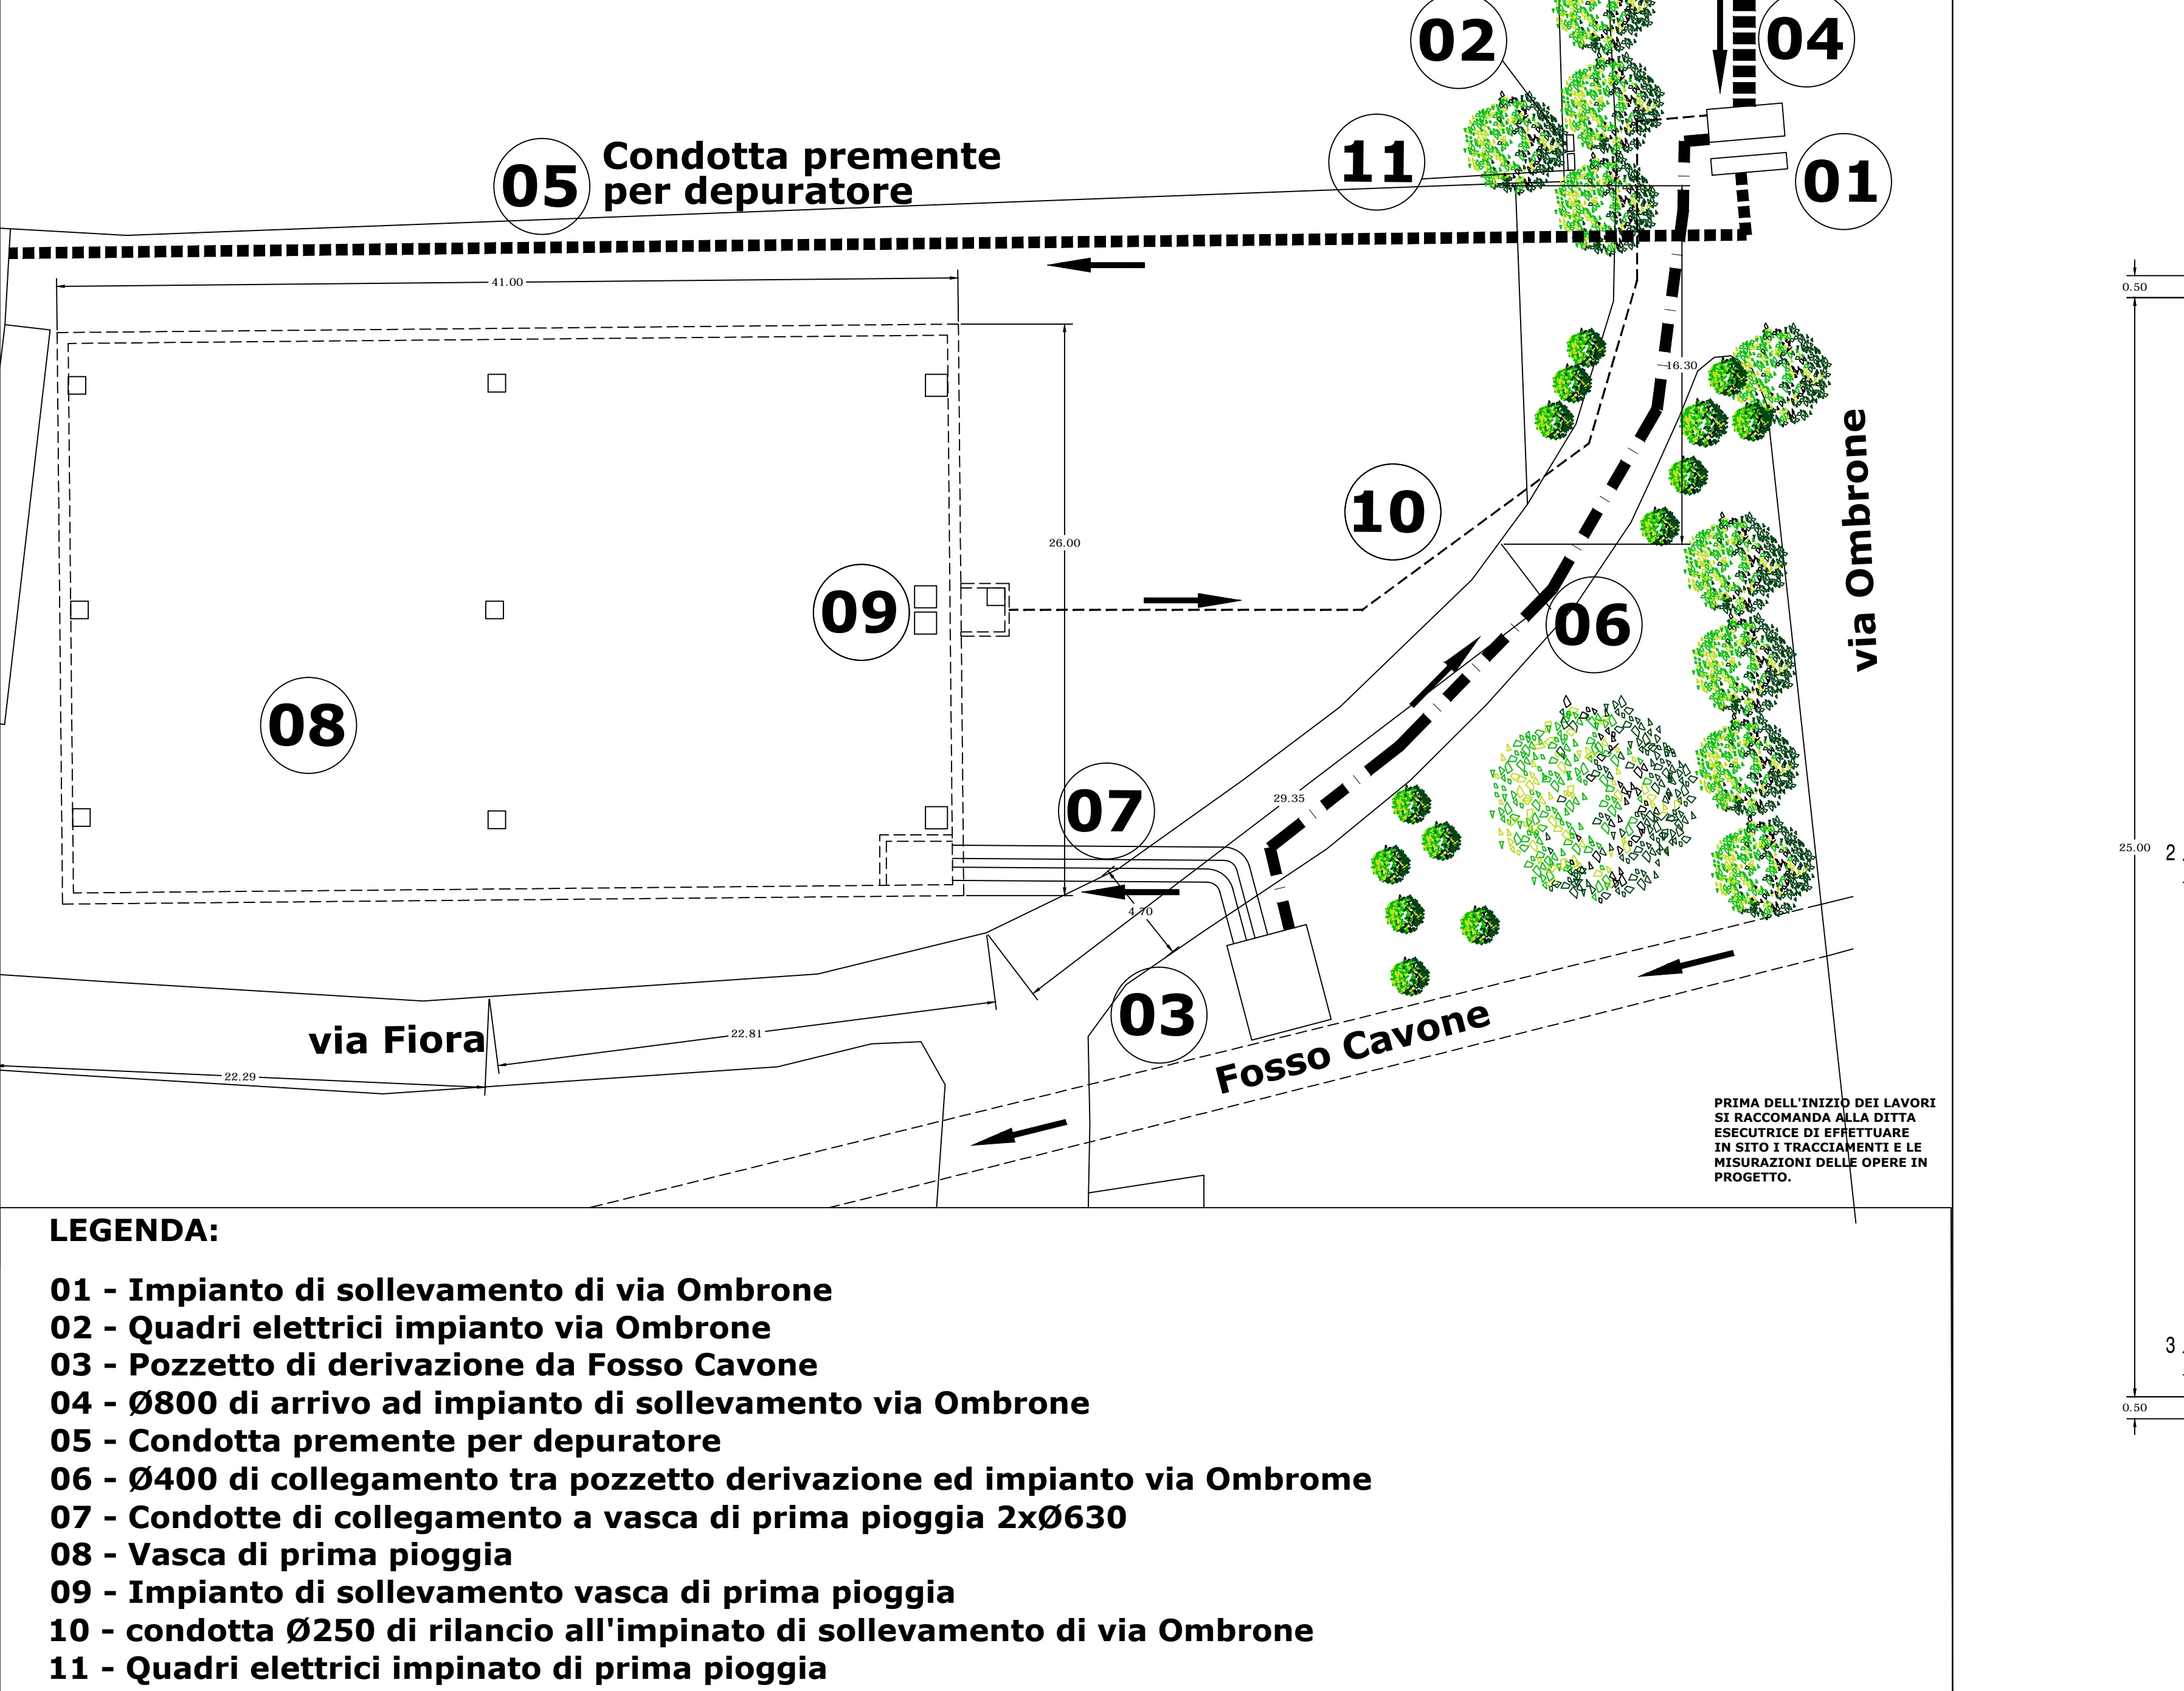 02
04
11
01
05
Condotta premente
per depuratore
41.00
0.50
16.30
via Ombrone
10
26.00
09
06
08
07
29.35
25.00
2
4.70
03
via Fiora
22.81
22.29
Fosso Cavone
PRIMA DELL'INIZIO DEI LAVORI
SI RACCOMANDA ALLA DITTA
ESECUTRICE DI EFFETTUARE
IN SITO I TRACCIAMENTI E LE
MISURAZIONI DELLE OPERE IN
PROGETTO.
3
0.50
LEGENDA:
01 - Impianto di sollevamento di via Ombrone
02 - Quadri elettrici impianto via Ombrone
03 - Pozzetto di derivazione da Fosso Cavone
04 - Ø800 di arrivo ad impianto di sollevamento via Ombrone
05 - Condotta premente per depuratore
06 - Ø400 di collegamento tra pozzetto derivazione ed impianto via Ombrome
07 - Condotte di collegamento a vasca di prima pioggia 2xØ630
08 - Vasca di prima pioggia
09 - Impianto di sollevamento vasca di prima pioggia
10 - condotta Ø250 di rilancio all'impinato di sollevamento di via Ombrone
11 - Quadri elettrici impinato di prima pioggia